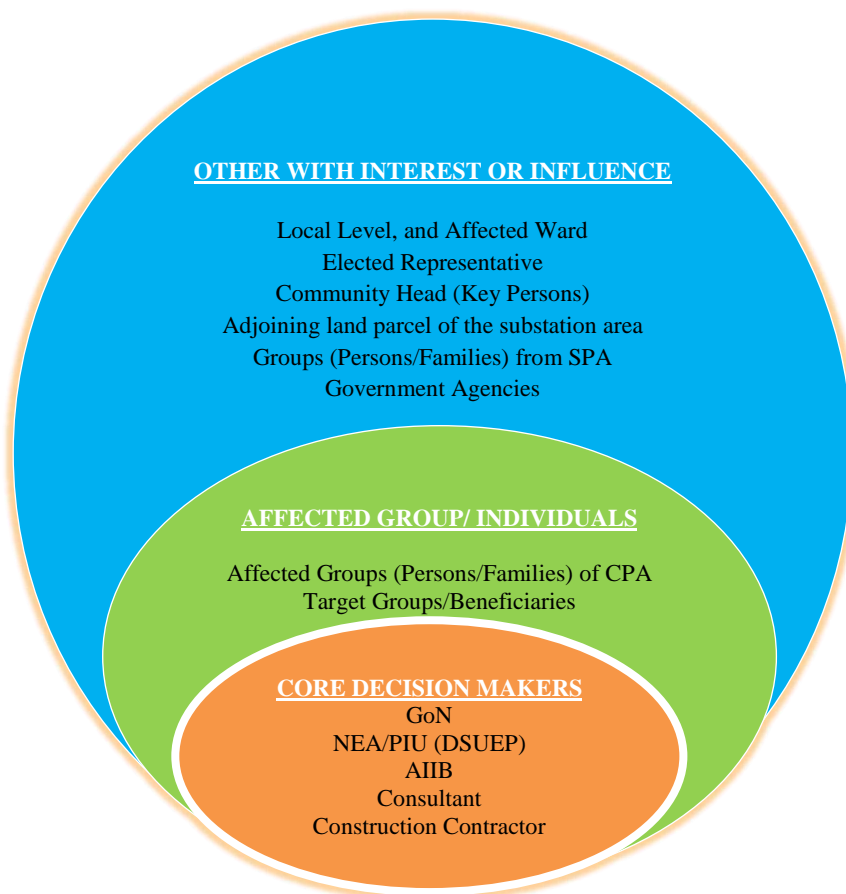 OTHER WITH INTEREST OR INFLUENCE
Local Level, and Affected Ward
Elected Representative
Community Head (Key Persons)
Adjoining land parcel of the substation area
Groups (Persons/Families) from SPA
Government Agencies
AFFECTED GROUP/ INDIVIDUALS
Affected Groups (Persons/Families) of CPA
Target Groups/Beneficiaries
CORE DECISION MAKERS
GoN
NEA/PIU (DSUEP)
AIIB
Consultant
Construction Contractor